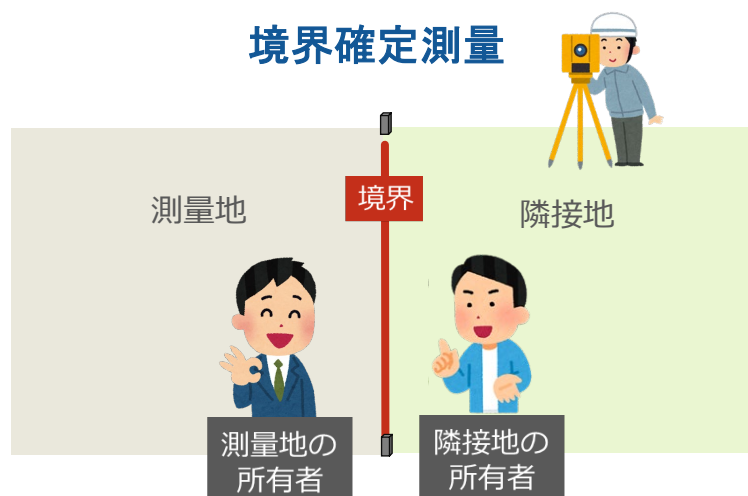 境界確定測量
境界
測量地
隣接地
測量地の
所有者
隣接地の
所有者